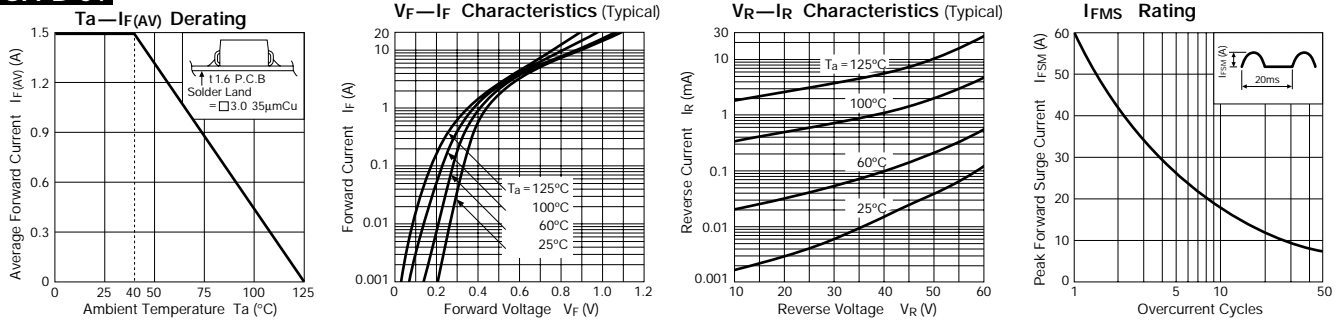 Ta—IF(AV) Derating
Average Forward Current IF(AV) (A)
1.5
1.2
0.9
0.6
0.3
0
t1.6 P.C.B
Solder Land
= □3.0 35µmCu
0 25 40 50 75 100 125
Ambient Temperature Ta (°C)
VF—IF Characteristics (Typical)
Forward Current IF (A)
20
10
1
0.1
0.01
0.001
Ta = 125°C
100°C
60°C
25°C
0 0.2 0.4 0.6 0.8 1.0 1.2
Forward Voltage VF (V)
VR—IR Characteristics (Typical)
Reverse Current IR (mA)
30
10
1
0.1
0.01
0.001
Ta = 125°C
100°C
60°C
25°C
10 20 30 40 50 60
Reverse Voltage VR (V)
IFMS Rating
Peak Forward Surge Current IFSM (A)
60
50
40
30
20
10
0
IFSM (A)
20ms
1 5 10 50
Overcurrent Cycles